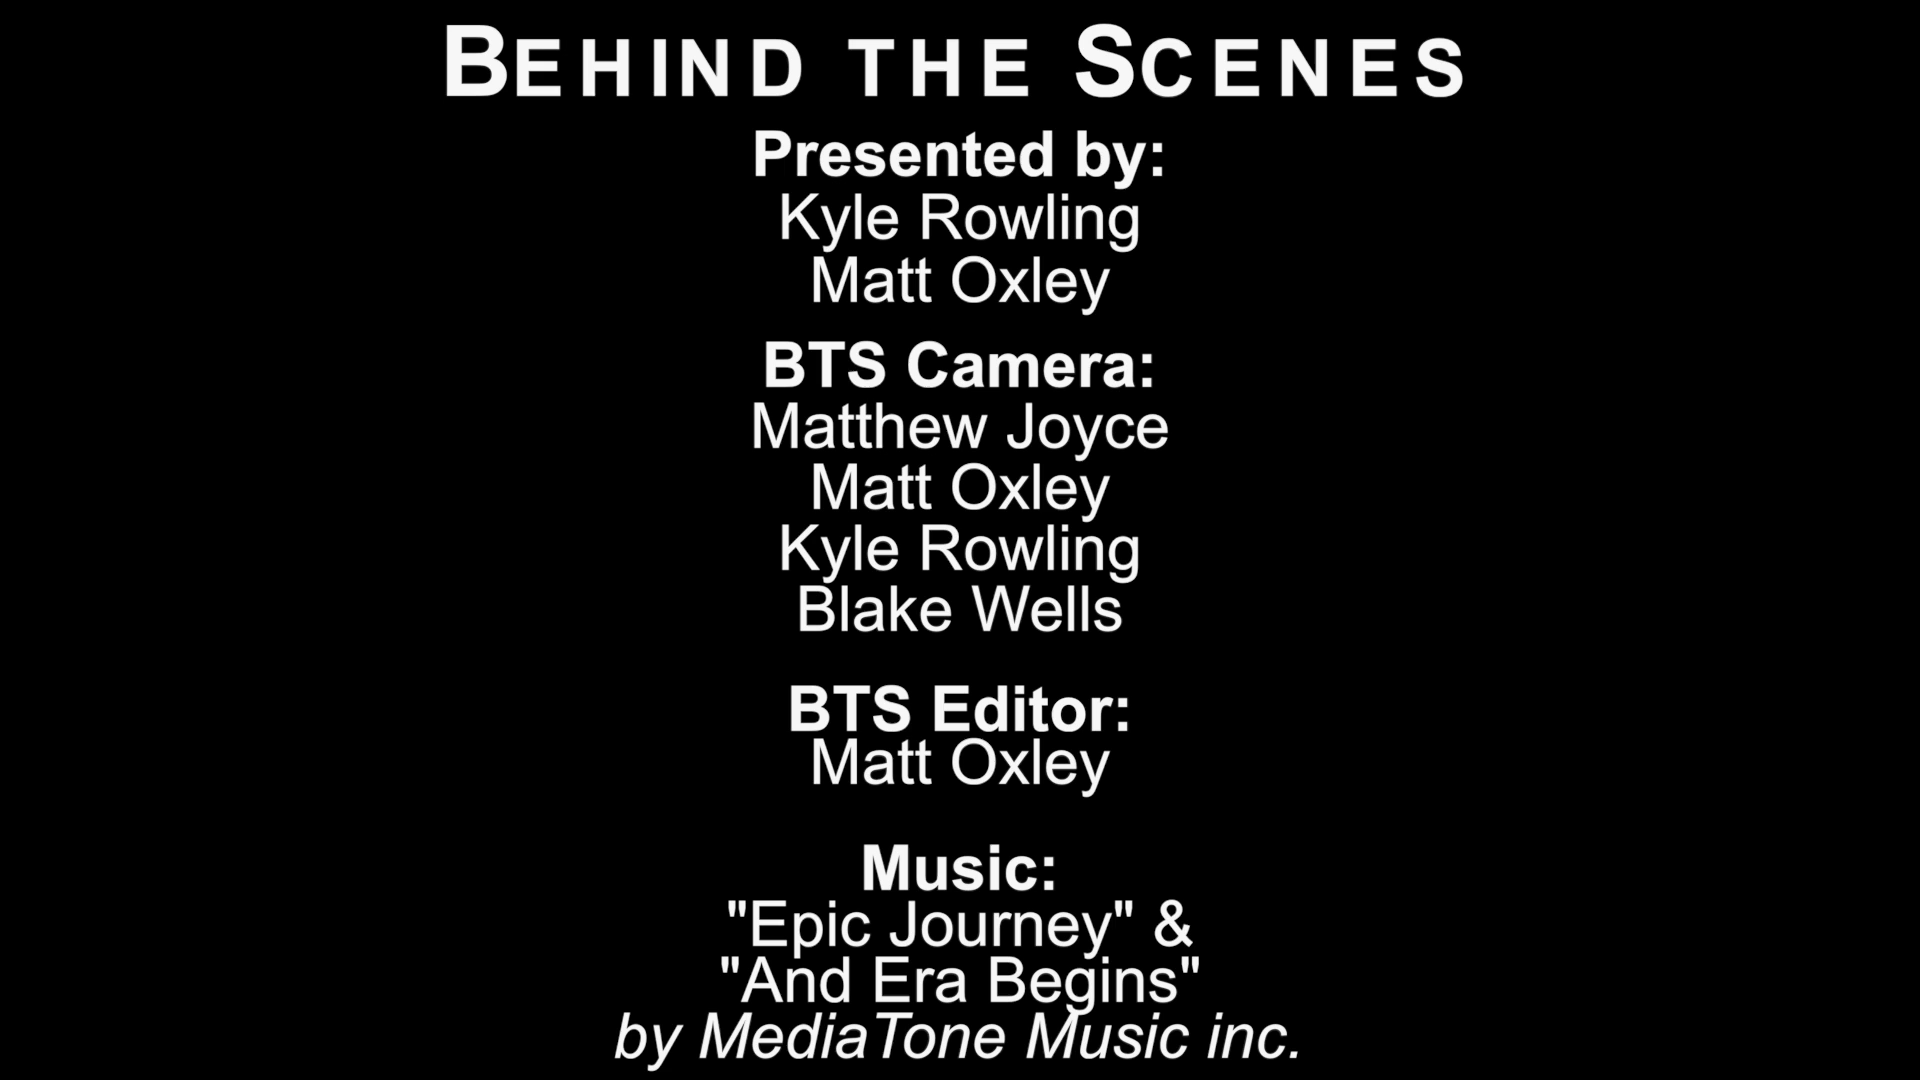 BEHIND THE SCENES
Presented by:
Kyle Rowling
Matt Oxley
BTS Camera:
Matthew Joyce
Matt Oxley
Kyle Rowling
Blake Wells
BTS Editor:
Matt Oxley
Music:
"Epic Journey" &
"And Era Begins"
by MediaTone Music inc.